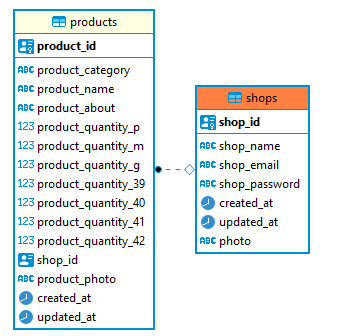 products
product_id
ABC product_category
ABC product_name
ABC product_about
123 product_quantity_p
123 product_quantity_m
123 product_quantity_g
123 product_quantity_39
123 product_quantity_40
123 product_quantity_41
123 product_quantity_42
shop_id
ABC product_photo
created_at
updated_at
shops
shop_id
ABC shop_name
ABC shop_email
ABC shop_password
created_at
updated_at
ABC photo